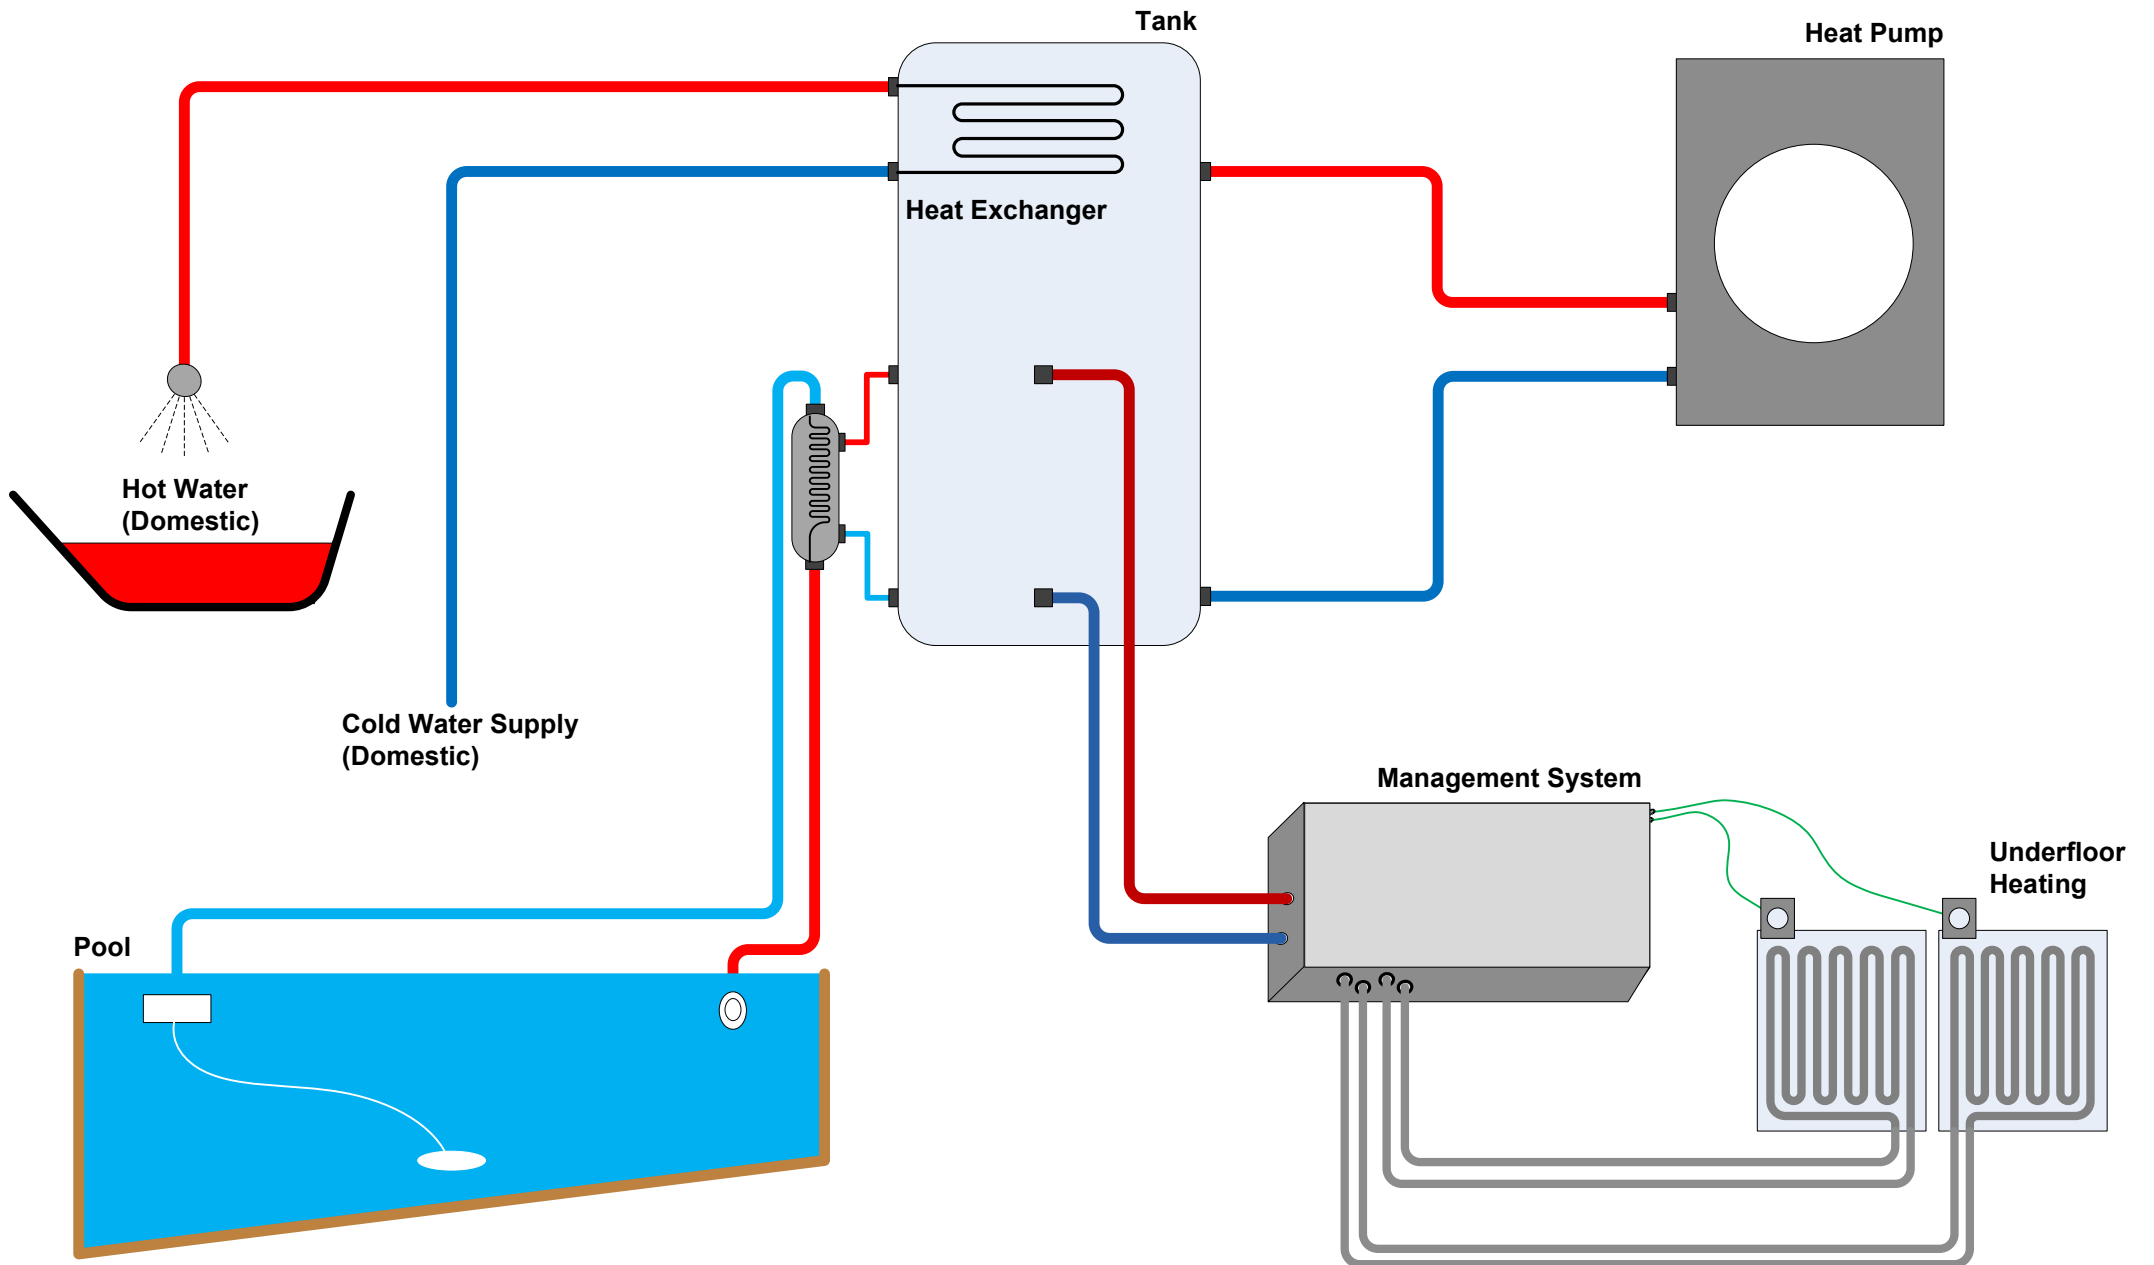 Tank
Heat Pump
Heat Exchanger
Hot Water
(Domestic)
Cold Water Supply
(Domestic)
Management System
Underfloor
Heating
Pool